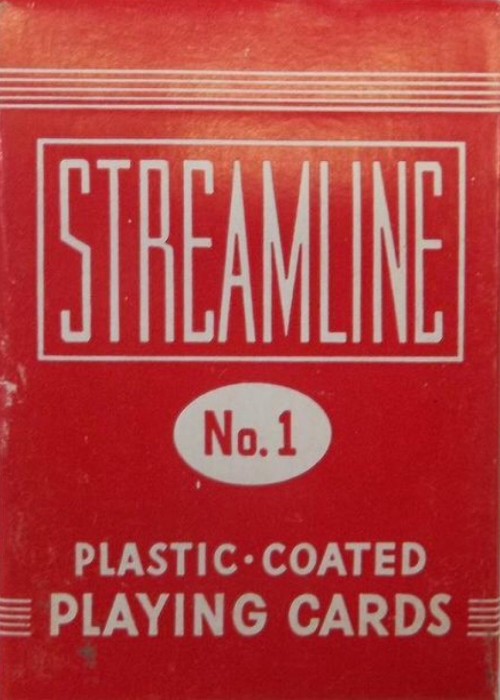 STREAMLINE
No. 1
PLASTIC·COATED
PLAYING CARDS